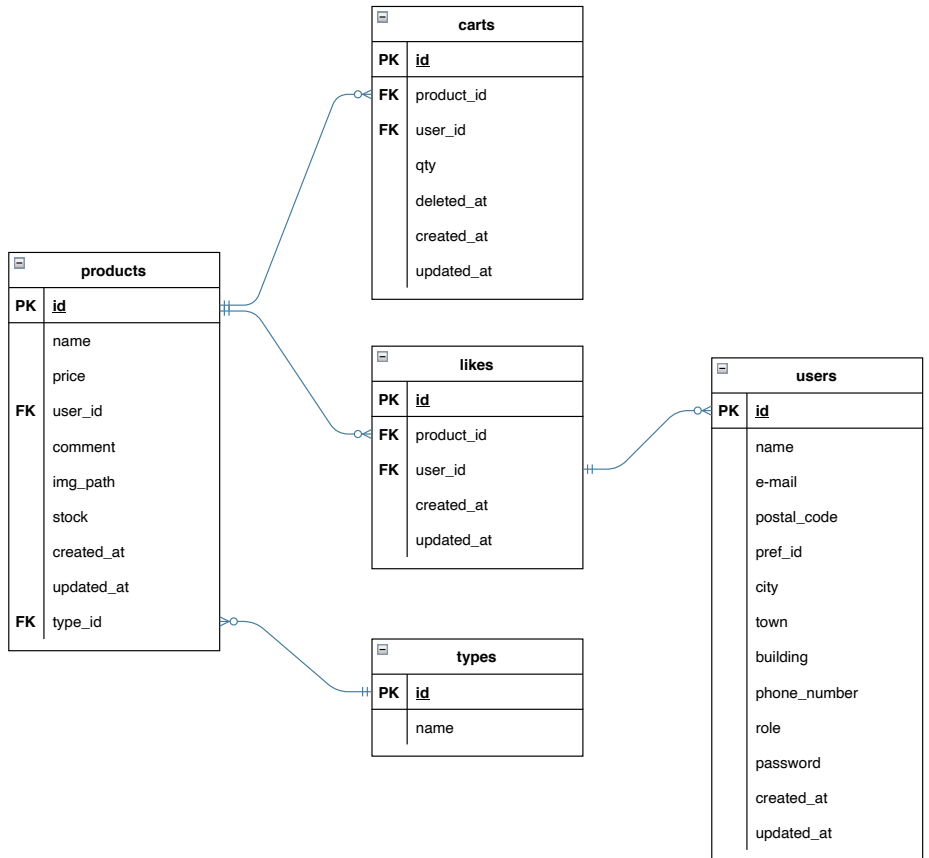 carts
PK id
FK product_id
FK user_id
qty
deleted_at
created_at
updated_at
products
PK id
name
price
FK user_id
comment
img_path
stock
created_at
updated_at
FK type_id
likes
PK id
FK product_id
FK user_id
created_at
updated_at
types
PK id
name
users
PK id
name
e-mail
postal_code
pref_id
city
town
building
phone_number
role
password
created_at
updated_at